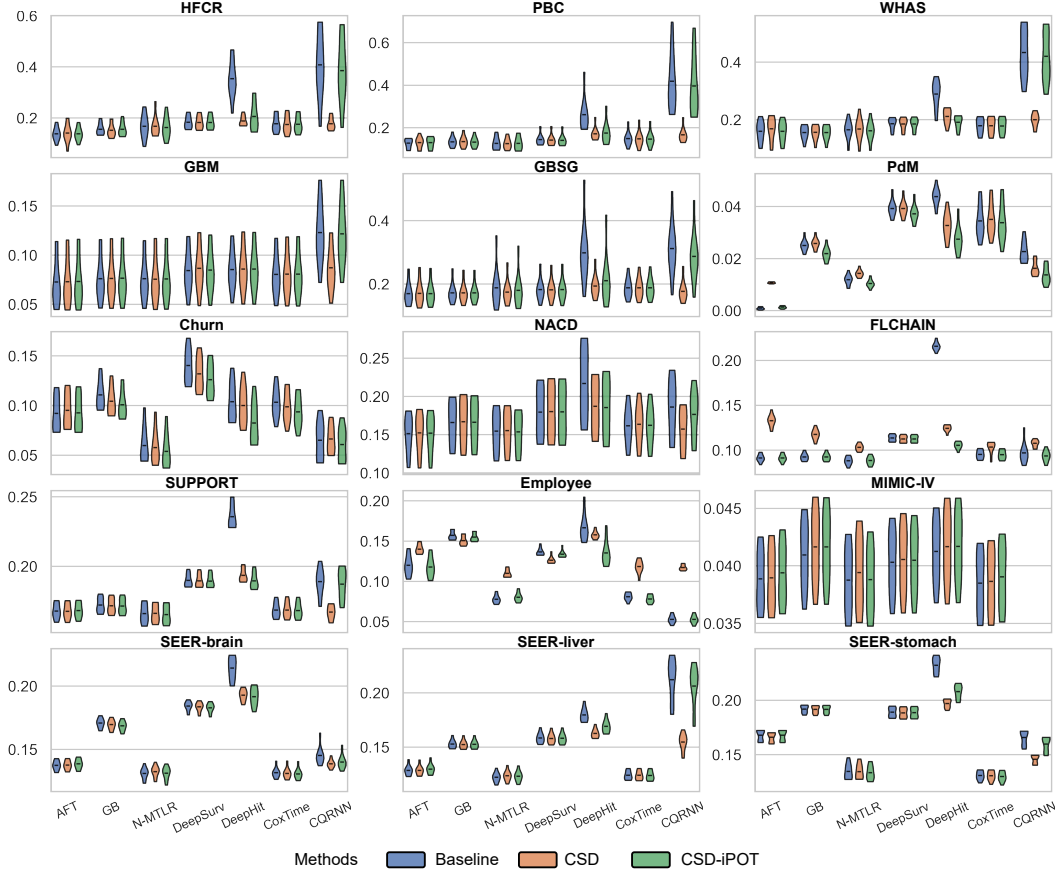 HFCR
PBC
WHAS
0.6
0.4
0.2
0.6
0.4
0.2
0.4
0.2
GBM
GBSG
PdM
0.15
0.10
0.05
0.4
0.2
0.04
0.02
0.00
Churn
NACD
FLCHAIN
0.15
0.10
0.05
0.25
0.20
0.15
0.10
0.20
0.15
0.10
SUPPORT
Employee
MIMIC-IV
0.25
0.20
0.20
0.15
0.10
0.05
0.045
0.040
0.035
SEER-brain
SEER-liver
SEER-stomach
0.20
0.15
0.20
0.15
0.20
0.15
AFT GB N-MTLR DeepSurv DeepHit CoxTime CQRNN
AFT GB N-MTLR DeepSurv DeepHit CoxTime CQRNN
AFT GB N-MTLR DeepSurv DeepHit CoxTime CQRNN
Methods Baseline CSD CSD-iPOT